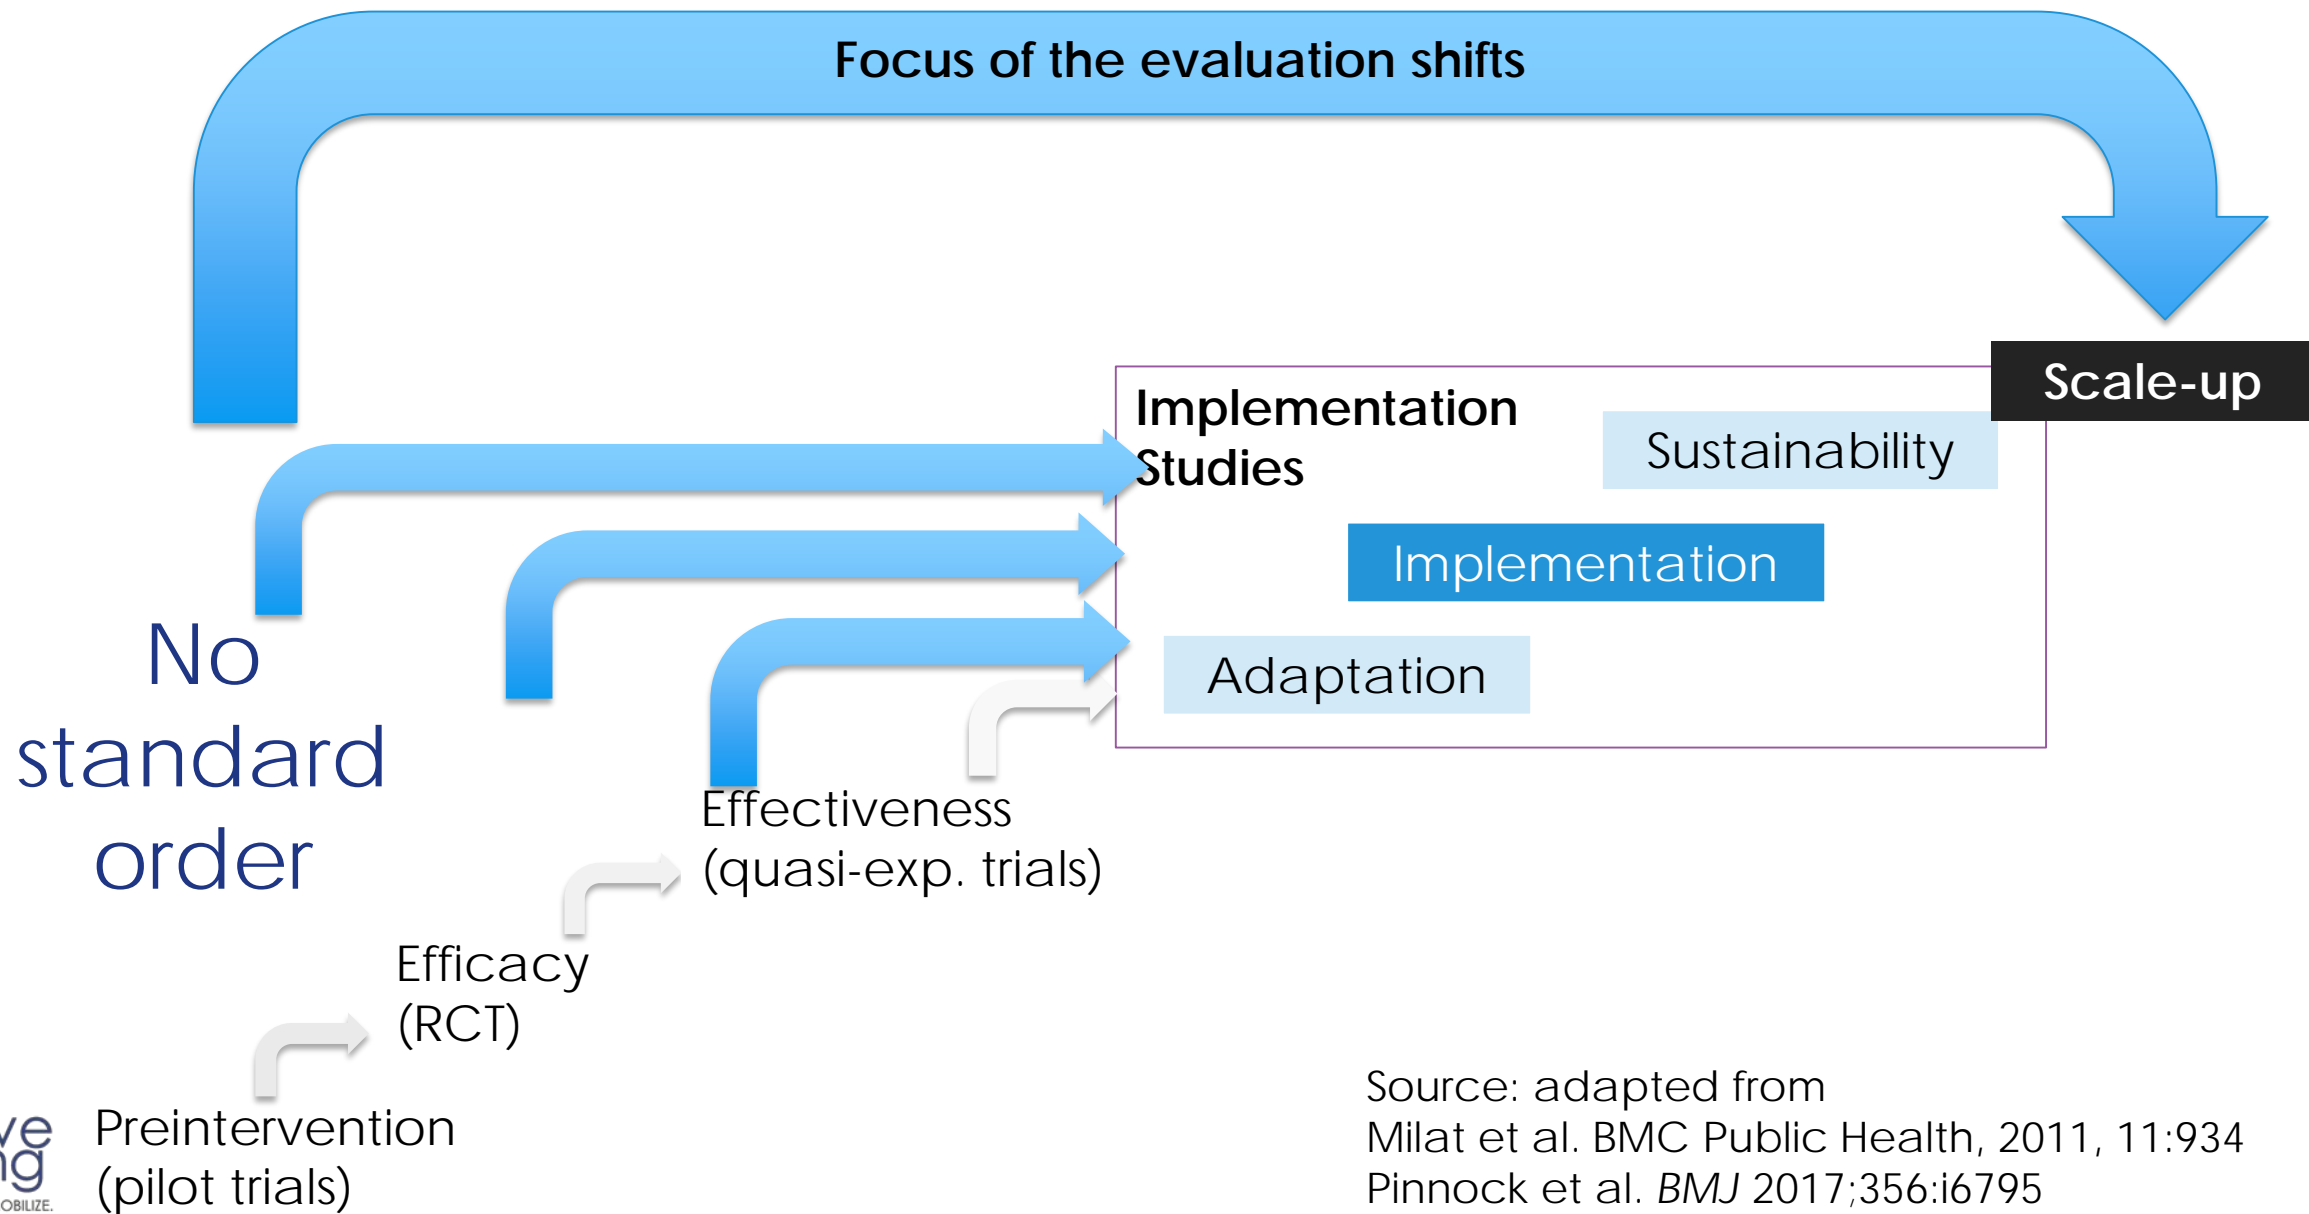 Focus of the evaluation shifts
Scale-up
Implementation
Studies
Sustainability
Implementation
Adaptation
No
standard
order
Effectiveness
(quasi-exp. trials)
Efficacy
(RCT)
Preintervention
(pilot trials)
Source: adapted from
Milat et al. BMC Public Health, 2011, 11:934
Pinnock et al. BMJ 2017;356:i6795